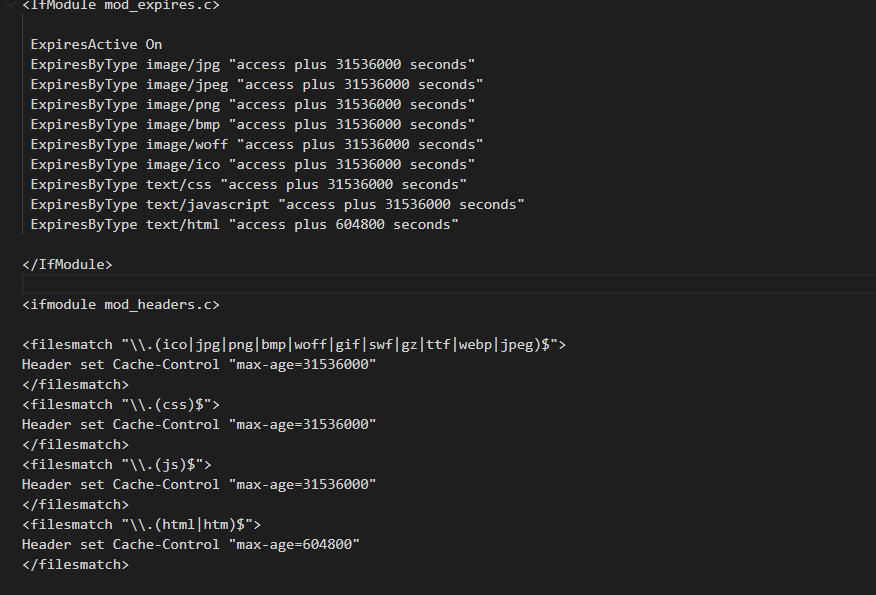 <IfModule mod_expires.c>
ExpiresActive On
ExpiresByType image/jpg "access plus 31536000 seconds"
ExpiresByType image/jpeg "access plus 31536000 seconds"
ExpiresByType image/png "access plus 31536000 seconds"
ExpiresByType image/bmp "access plus 31536000 seconds"
ExpiresByType image/woff "access plus 31536000 seconds"
ExpiresByType image/ico "access plus 31536000 seconds"
ExpiresByType text/css "access plus 31536000 seconds"
ExpiresByType text/javascript "access plus 31536000 seconds"
ExpiresByType text/html "access plus 604800 seconds"
</IfModule>
<ifmodule mod_headers.c>
<filesmatch "\\.(ico|jpg|png|bmp|woff|gif|swf|gz|ttf|webp|jpeg)$">
Header set Cache-Control "max-age=31536000"
</filesmatch>
<filesmatch "\\.(css)$">
Header set Cache-Control "max-age=31536000"
</filesmatch>
<filesmatch "\\.(js)$">
Header set Cache-Control "max-age=31536000"
</filesmatch>
<filesmatch "\\.(html|htm)$">
Header set Cache-Control "max-age=604800"
</filesmatch>